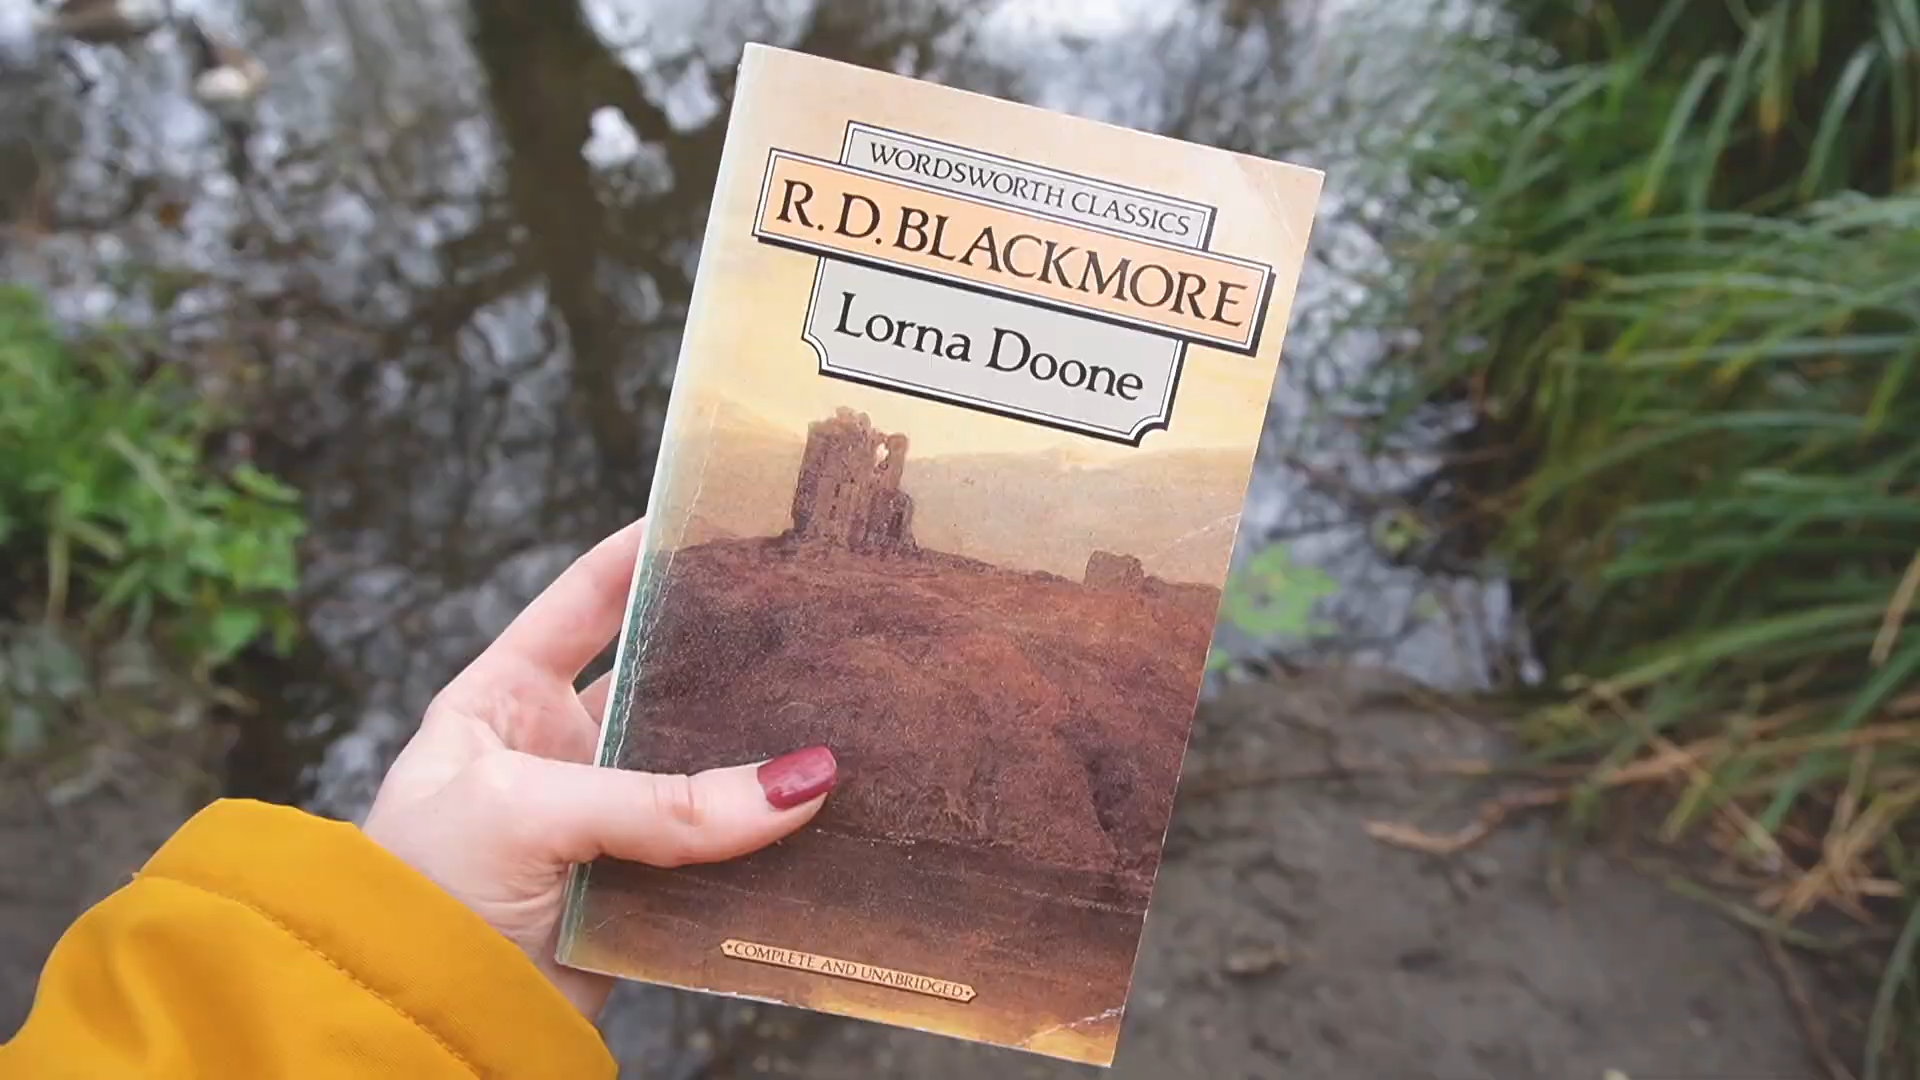 WORDSWORTH CLASSICS
R. D. BLACKMORE
Lorna Doone
•COMPLETE AND UNABRIDGED•